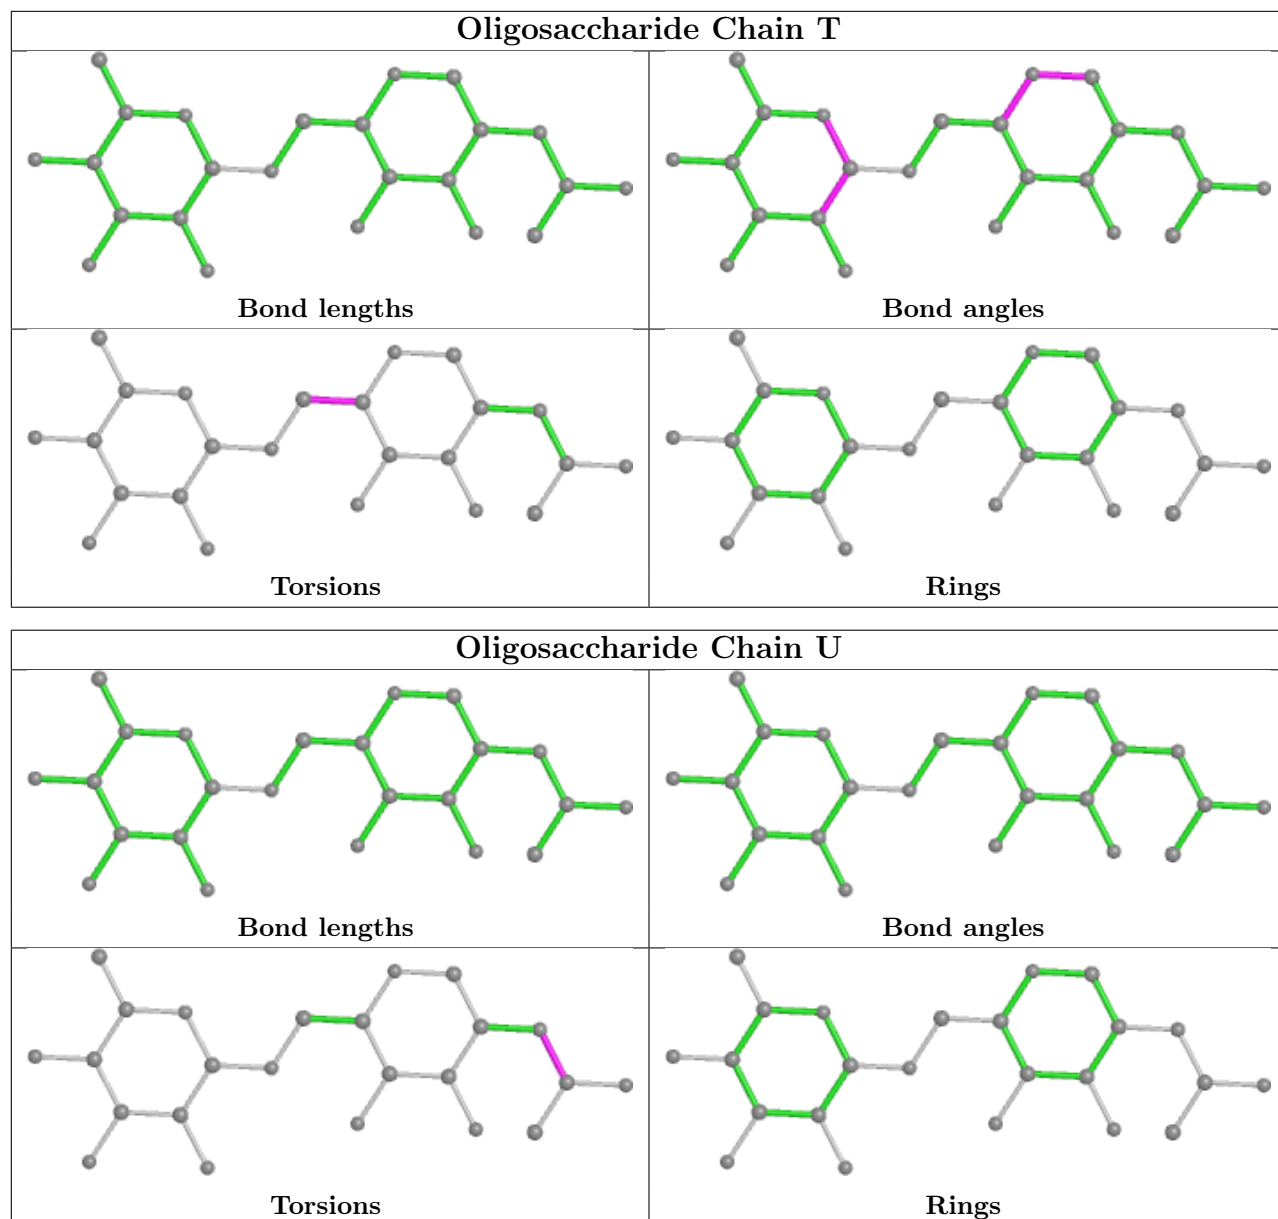 Oligosaccharide Chain T
Bond lengths
Bond angles
Torsions
Rings
Oligosaccharide Chain U
Bond lengths
Bond angles
Torsions
Rings